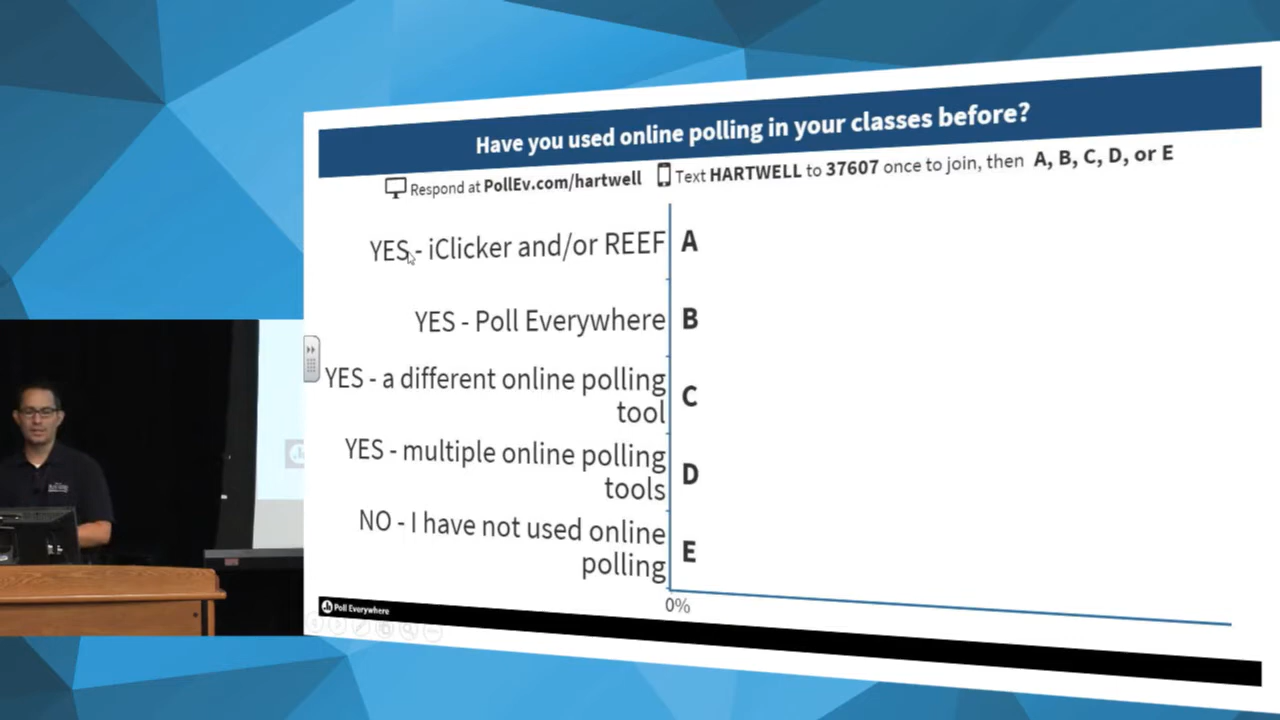 Have you used online polling in your classes before?
Respond at PollEv.com/hartwell Text HARTWELL to 37607 once to join, then A, B, C, D, or E
YES - iClicker and/or REEF A
YES - Poll Everywhere B
YES - a different online polling
tool C
YES - multiple online polling
tools D
NO - I have not used online
polling E
0%
Poll Everywhere